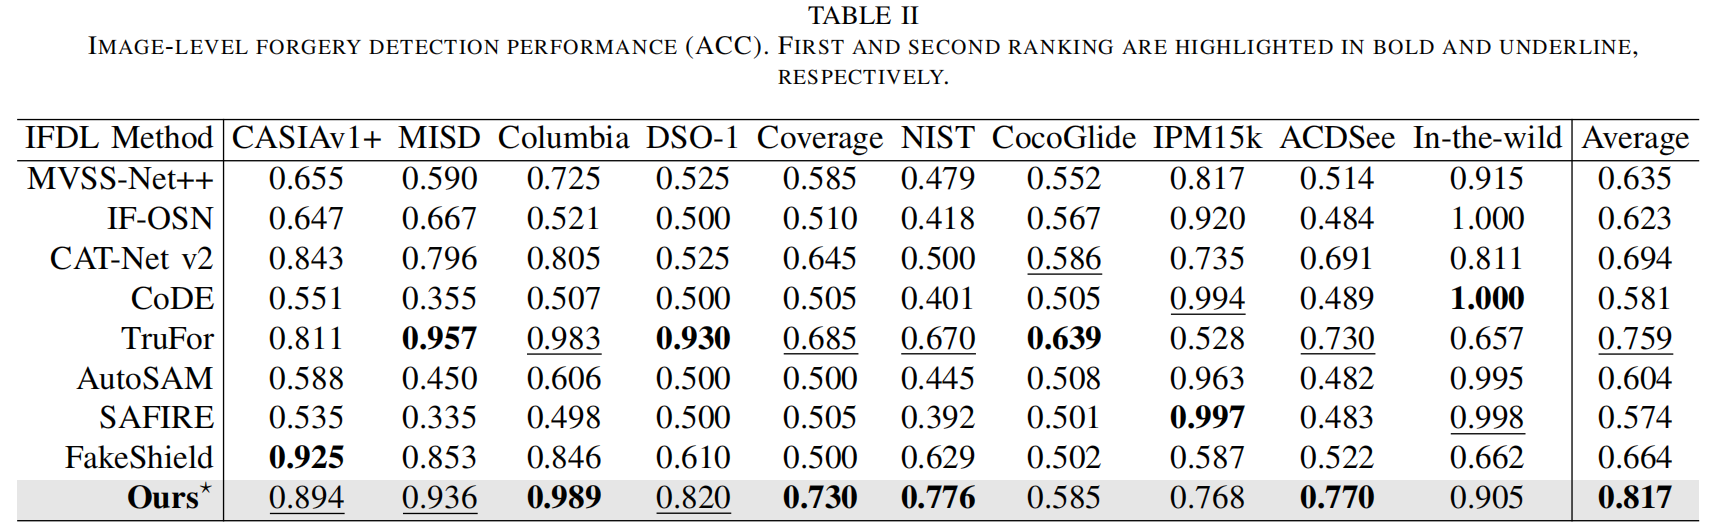 TABLE II
IMAGE-LEVEL FORGERY DETECTION PERFORMANCE (ACC). FIRST AND SECOND RANKING ARE HIGHLIGHTED IN BOLD AND UNDERLINE,
RESPECTIVELY.
IFDL Method CASIAv1+ MISD Columbia DSO-1 Coverage NIST CocoGlide IPM15k ACDSee In-the-wild Average
MVSS-Net++ 0.655 0.590 0.725 0.525 0.585 0.479 0.552 0.817 0.514 0.915 0.635
IF-OSN 0.647 0.667 0.521 0.500 0.510 0.418 0.567 0.920 0.484 1.000 0.623
CAT-Net v2 0.843 0.796 0.805 0.525 0.645 0.500 0.586 0.735 0.691 0.811 0.694
CoDE 0.551 0.355 0.507 0.500 0.505 0.401 0.505 0.994 0.489 1.000 0.581
TruFor 0.811 0.957 0.983 0.930 0.685 0.670 0.639 0.528 0.730 0.657 0.759
AutoSAM 0.588 0.450 0.606 0.500 0.500 0.445 0.508 0.963 0.482 0.995 0.604
SAFIRE 0.535 0.335 0.498 0.500 0.505 0.392 0.501 0.997 0.483 0.998 0.574
FakeShield 0.925 0.853 0.846 0.610 0.500 0.629 0.502 0.587 0.522 0.662 0.664
Ours⋆ 0.894 0.936 0.989 0.820 0.730 0.776 0.585 0.768 0.770 0.905 0.817